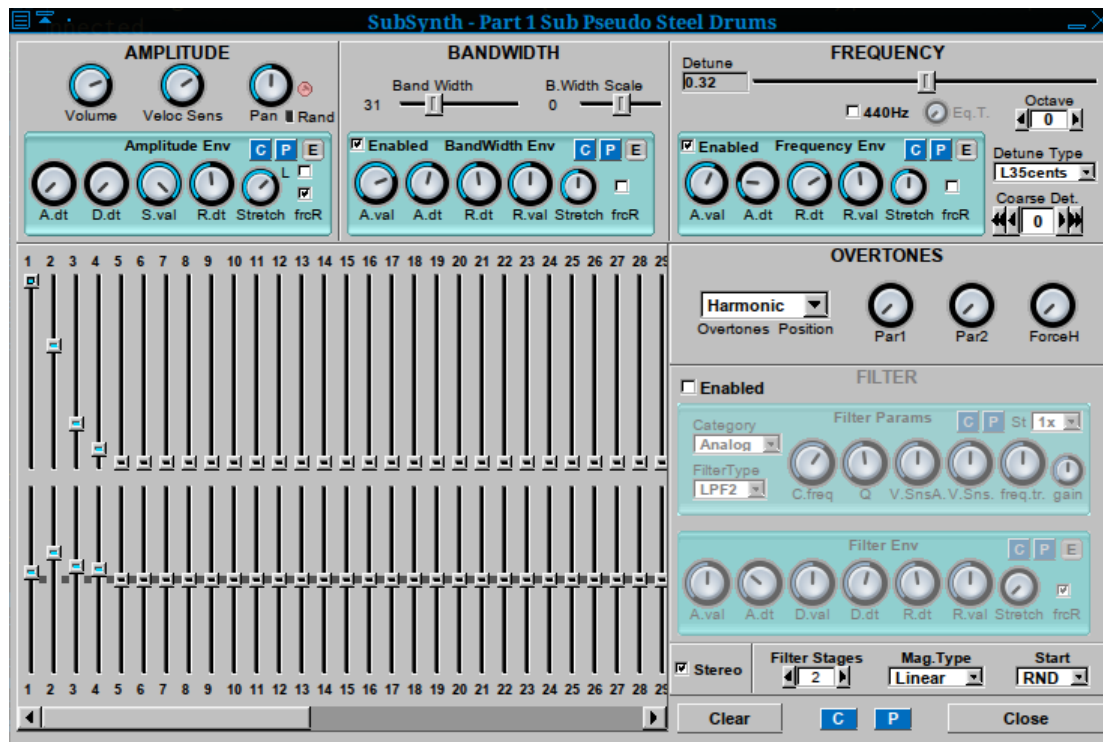 SubSynth - Part 1 Sub Pseudo Steel Drums
AMPLITUDE
Volume Veloc Sens Pan Rand
Amplitude Env C P E
L
A.dt D.dt S.val R.dt Stretch frcR
BANDWIDTH
Band Width B.Width Scale
31 0
Enabled BandWidth Env C P E
A.val A.dt R.dt R.val Stretch frcR
FREQUENCY
Detune
0.32
440Hz Eq.T. Octave
0
Enabled Frequency Env C P E
A.val A.dt R.dt R.val Stretch frcR
Detune Type
L35cents
Coarse Det.
0
1 2 3 4 5 6 7 8 9 10 11 12 13 14 15 16 17 18 19 20 21 22 23 24 25 26 27 28 29
1 2 3 4 5 6 7 8 9 10 11 12 13 14 15 16 17 18 19 20 21 22 23 24 25 26 27 28 29
OVERTONES
Harmonic
Overtones Position Par1 Par2 ForceH
Enabled FILTER
Filter Params C P St 1x
Category
Analog
FilterType
LPF2
C.freq Q V.SnsA. V.Sns. freq.tr. gain
Filter Env C P E
A.val A.dt D.val D.dt R.dt R.val Stretch frcR
Stereo
Filter Stages Mag.Type Start
2 Linear RND
Clear C P Close